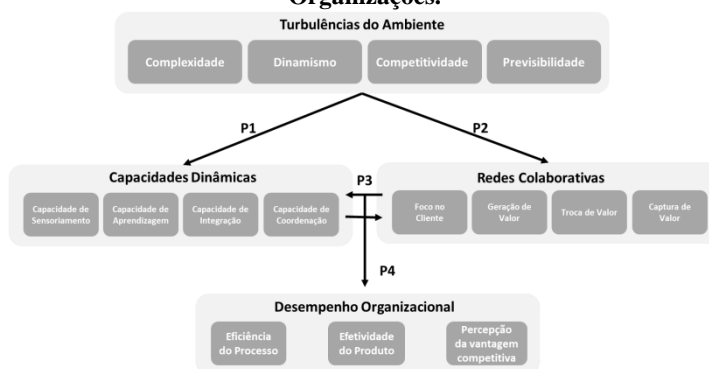 Organizações.
Turbulências do Ambiente
Complexidade
Dinamismo
Competitividade
Previsibilidade
P1
P2
Capacidades Dinâmicas
P3
Redes Colaborativas
Capacidade de
Sensoriamento
Capacidade de
Aprendizagem
Capacidade de
Integração
Capacidade de
Coordenação
Foco no
Cliente
Geração de
Valor
Troca de Valor
Captura de
Valor
P4
Desempenho Organizacional
Eficiência
do Processo
Efetividade
do Produto
Percepção
da vantagem
competitiva